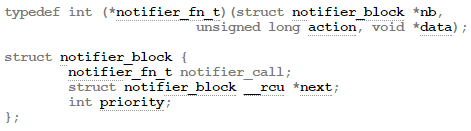 typedef int (*notifier_fn_t)(struct notifier_block *nb,
                        unsigned long action, void *data);

struct notifier_block {
        notifier_fn_t notifier_call;
        struct notifier_block __rcu *next;
        int priority;
};